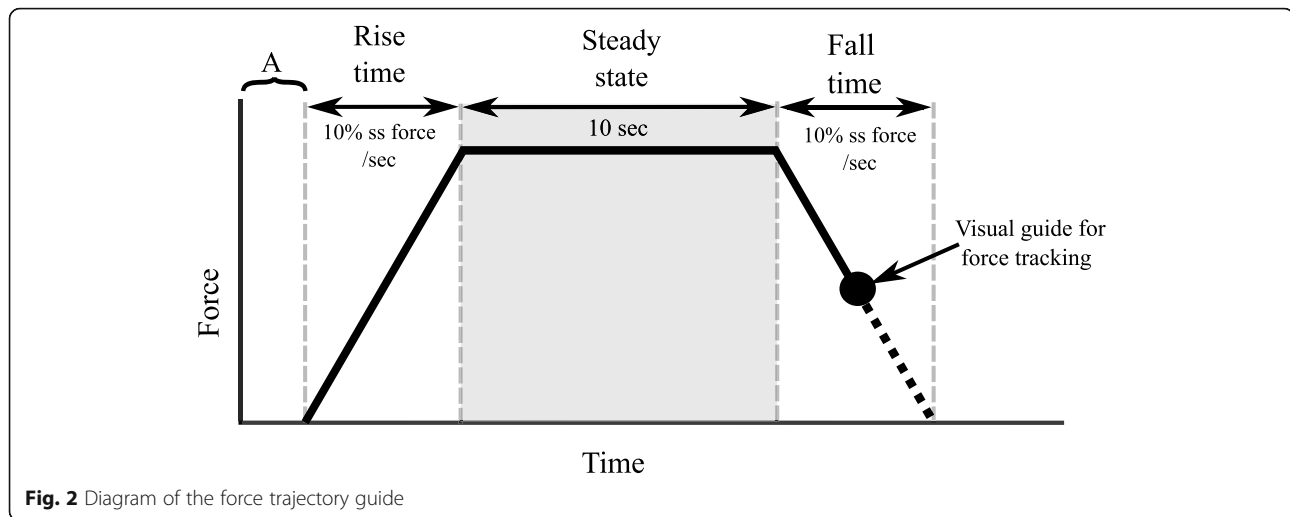 A
Rise
time
10% ss force
/sec
Steady
state
10 sec
Fall
time
10% ss force
/sec
Visual guide for
force tracking
Force
Time
Fig. 2 Diagram of the force trajectory guide